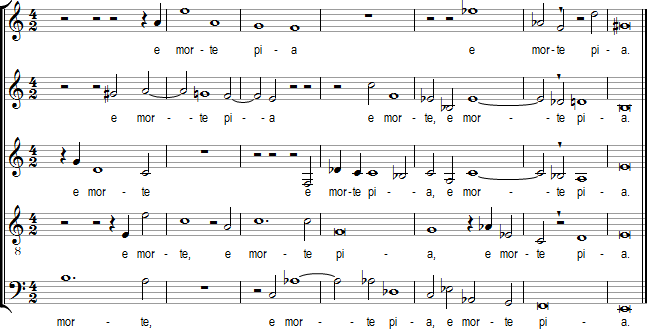 e mor - te pi - a e mor - te pi - a.
e mor - te pi - a e mor - te, e mor - te pi - a.
e mor - te e mor - te pi - a, e mor - te pi - a.
8
e mor - te, e mor - te pi - a, e mor - te pi - a.
mor - te, e mor - te pi - a, e mor - te pi - a.